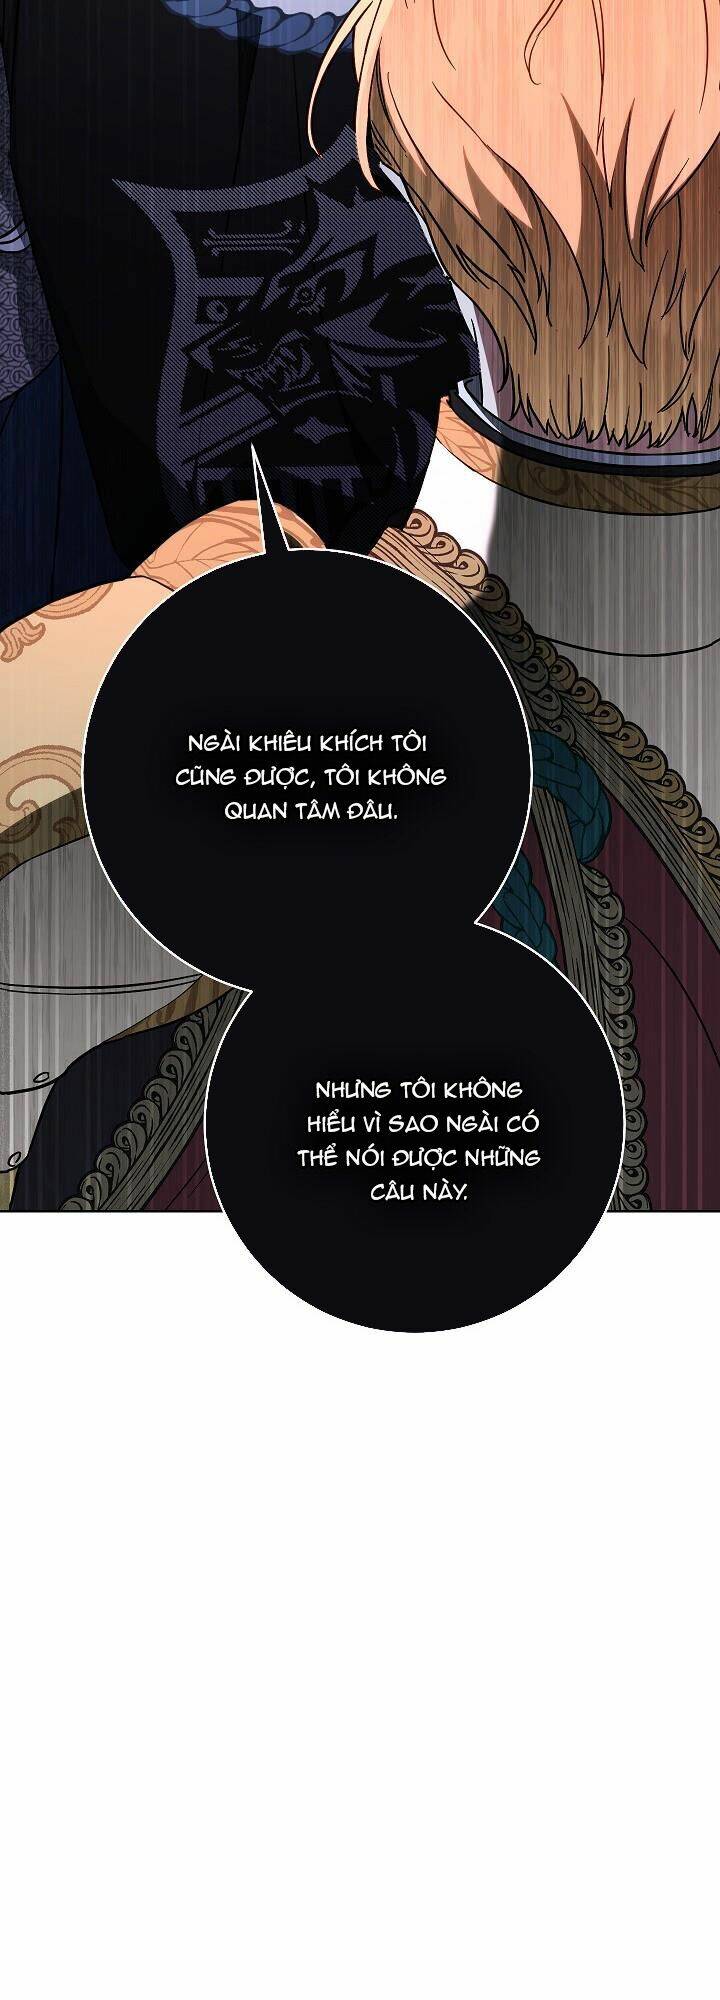 NGÀI KHIÊU KHÍCH TÔI
CŨNG ĐƯỢC, TÔI KHÔNG
QUAN TÂM ĐÂU.
NHƯNG TÔI KHÔNG
HIỂU VÌ SAO NGÀI CÓ
THỂ NÓI ĐƯỢC NHỮNG
CÂU NÀY.